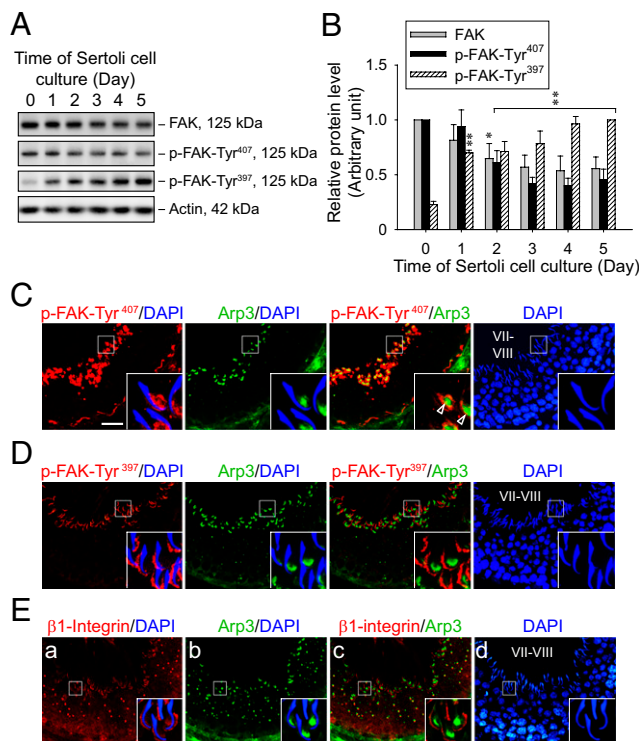 A
Time of Sertoli cell
culture (Day)
0 1 2 3 4 5
FAK, 125 kDa
p-FAK-Tyr⁴⁰⁷, 125 kDa
p-FAK-Tyr³⁹⁷, 125 kDa
Actin, 42 kDa
B
FAK
p-FAK-Tyr⁴⁰⁷
p-FAK-Tyr³⁹⁷
Relative protein level
(Arbitrary unit)
1.5
1.0
0.5
0
** * **
0 1 2 3 4 5
Time of Sertoli cell culture (Day)
C
p-FAK-Tyr⁴⁰⁷/DAPI Arp3/DAPI p-FAK-Tyr⁴⁰⁷/Arp3 DAPI
VII-
VIII
D
p-FAK-Tyr³⁹⁷/DAPI Arp3/DAPI p-FAK-Tyr³⁹⁷/Arp3 DAPI
VII-VIII
E
β1-Integrin/DAPI Arp3/DAPI β1-integrin/Arp3 DAPI
a b c d
VII-VIII